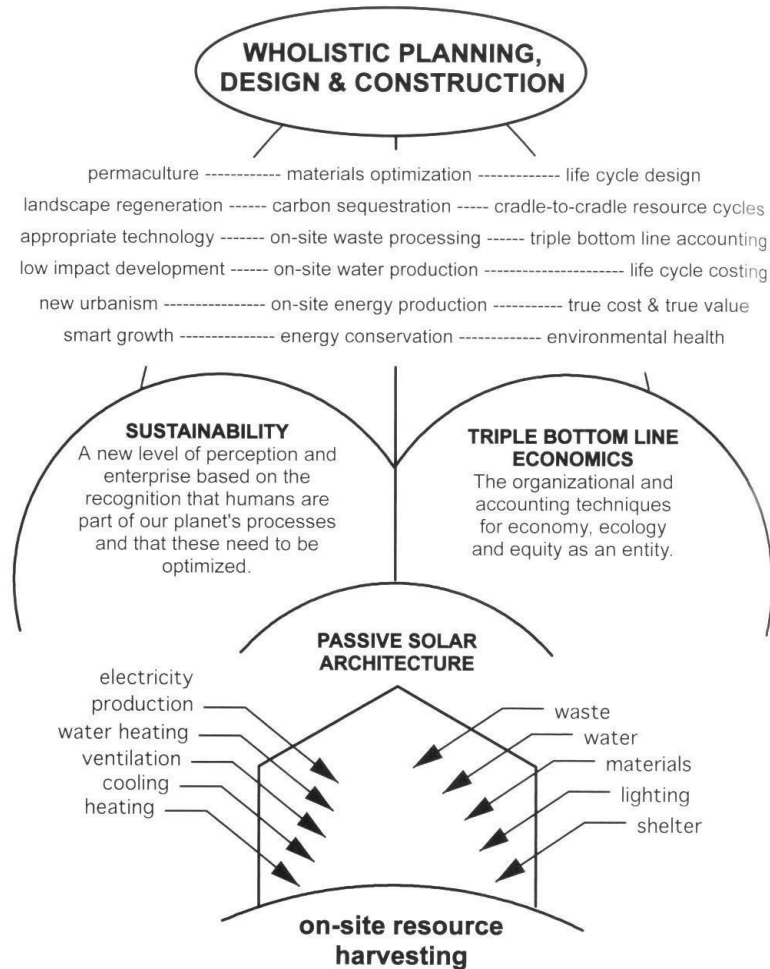 WHOLISTIC PLANNING,
DESIGN & CONSTRUCTION
permaculture ------------ materials optimization ------------ life cycle design
landscape regeneration ------ carbon sequestration ----- cradle-to-cradle resource cycles
appropriate technology ------- on-site waste processing ------- triple bottom line accounting
low impact development ------ on-site water production --------------------- life cycle costing
new urbanism --------------- on-site energy production ------------ true cost & true value
smart growth ------------- energy conservation ------------- environmental health
SUSTAINABILITY
A new level of perception and
enterprise based on the
recognition that humans are
part of our planet's processes
and that these need to be
optimized.
TRIPLE BOTTOM LINE
ECONOMICS
The organizational and
accounting techniques
for economy, ecology
and equity as an entity.
PASSIVE SOLAR
ARCHITECTURE
electricity
production
water heating
ventilation
cooling
heating
waste
water
materials
lighting
shelter
on-site resource
harvesting